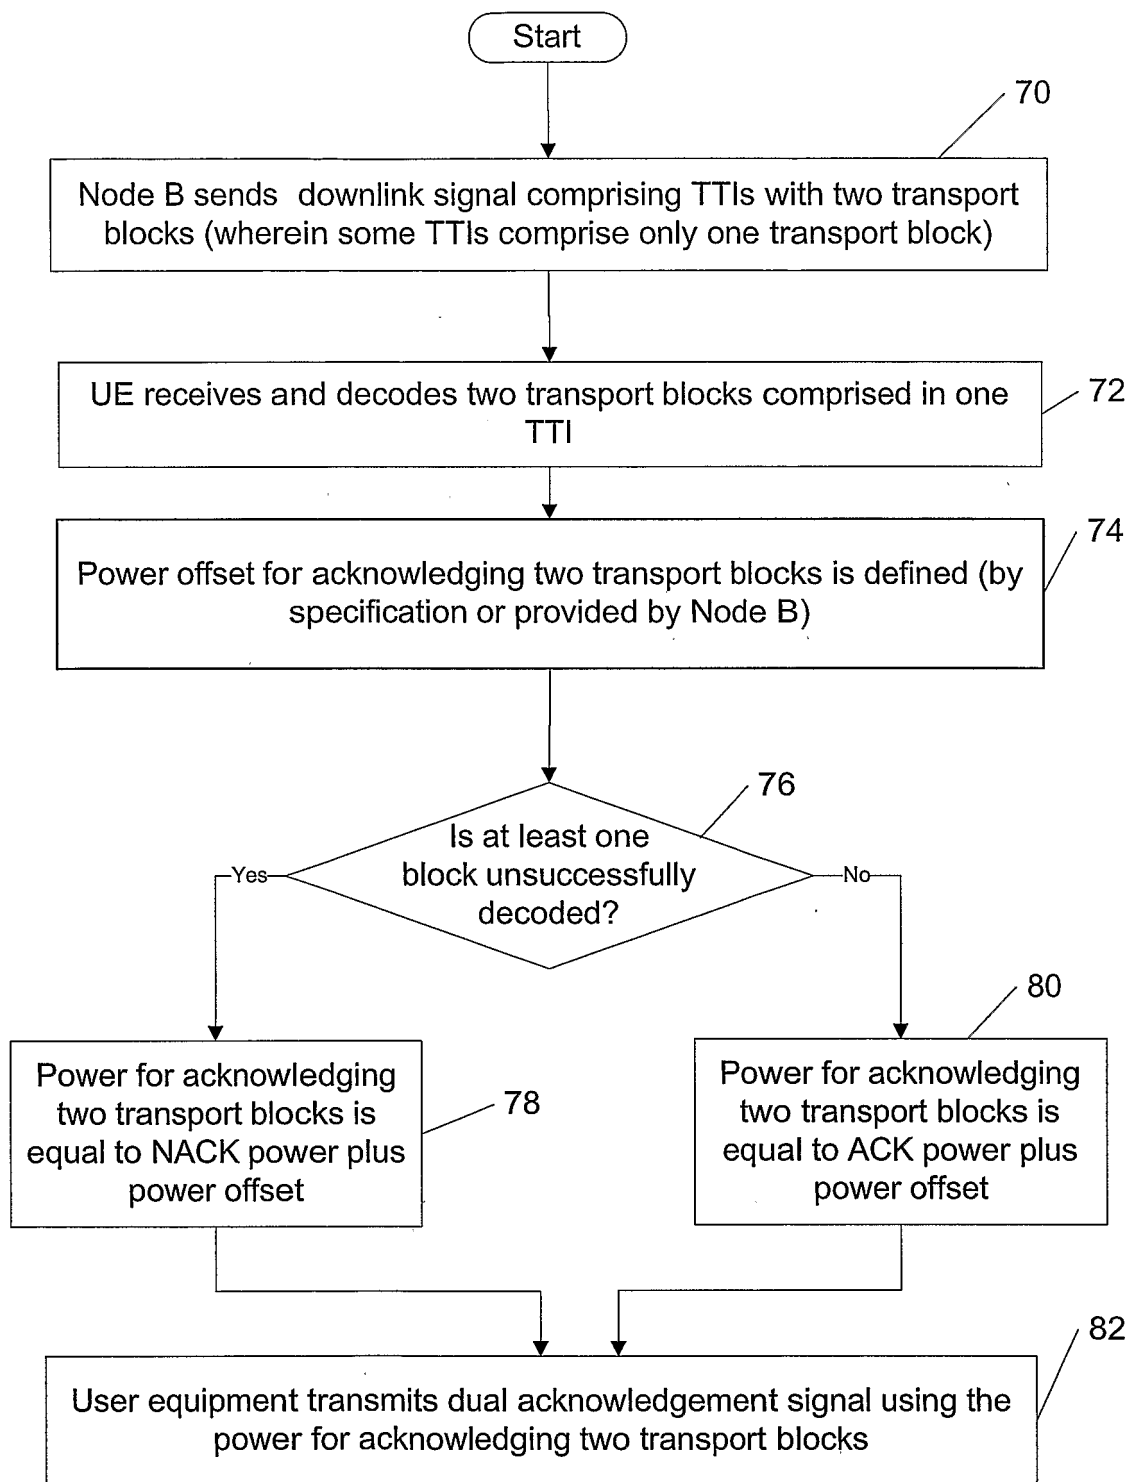 Start
70
Node B sends downlink signal comprising TTIs with two transport
blocks (wherein some TTIs comprise only one transport block)
UE receives and decodes two transport blocks comprised in one
TTI
72
Power offset for acknowledging two transport blocks is defined (by
specification or provided by Node B)
74
76
Is at least one
block unsuccessfully
decoded?
Yes
No
78
Power for acknowledging
two transport blocks is
equal to NACK power plus
power offset
80
Power for acknowledging
two transport blocks is
equal to ACK power plus
power offset
82
User equipment transmits dual acknowledgement signal using the
power for acknowledging two transport blocks